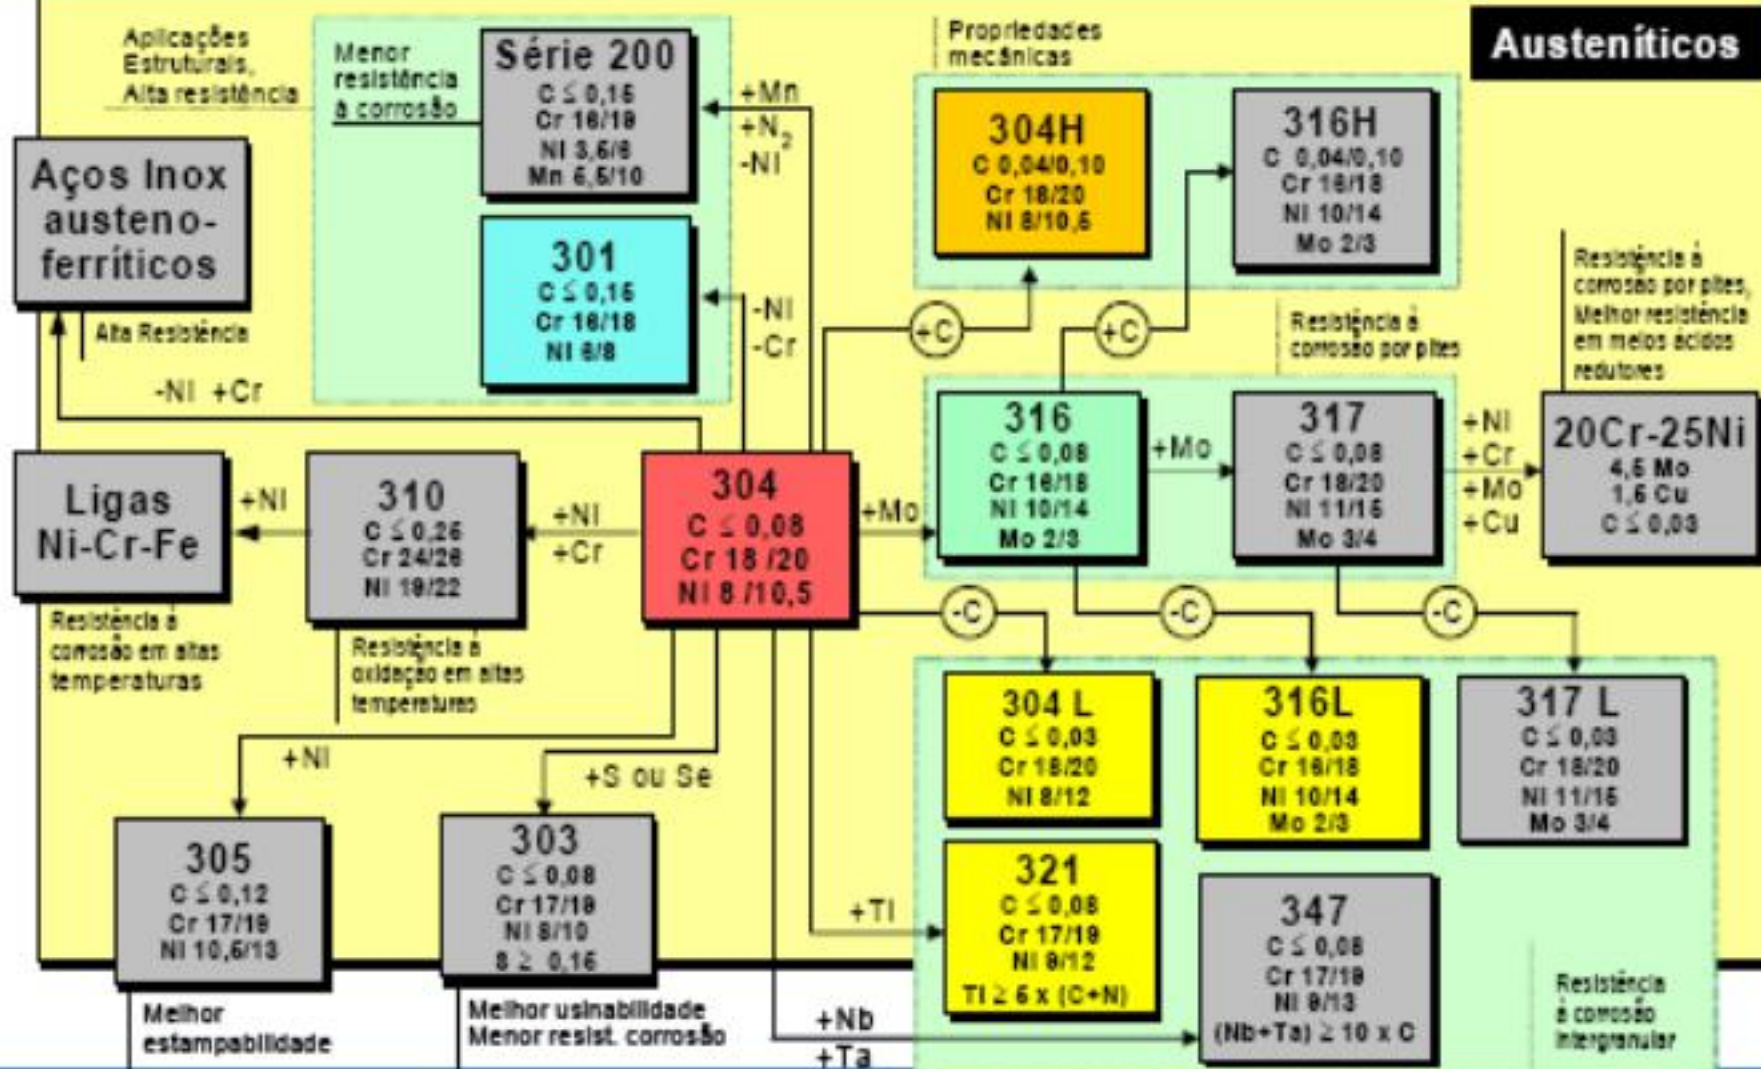 Austeníticos
Aplicações
Estruturais,
Alta resistência
Menor
resistência
à corrosão
Série 200
C ≤ 0,15
Cr 16/19
Ni 3,5/6
Mn 5,5/10
+Mn
+N2
-Ni
301
C ≤ 0,15
Cr 16/18
Ni 6/8
-Ni
-Cr
Propriedades
mecânicas
304H
C 0,04/0,10
Cr 18/20
Ni 8/10,5
316H
C 0,04/0,10
Cr 16/18
Ni 10/14
Mo 2/3
+C
+C
Aços Inox
austeno-
ferríticos
Alta Resistência
-Ni +Cr
Resistência à
corrosão por pites
Resistência à
corrosão por pites,
Melhor resistência
em meios ácidos
redutores
Ligas
Ni-Cr-Fe
+Ni
310
C ≤ 0,25
Cr 24/26
Ni 19/22
+Ni
+Cr
304
C ≤ 0,08
Cr 18 /20
Ni 8 /10,5
+Mo
316
C ≤ 0,08
Cr 16/18
Ni 10/14
Mo 2/3
+Mo
317
C ≤ 0,08
Cr 18/20
Ni 11/15
Mo 3/4
+Ni
+Cr
+Mo
+Cu
20Cr-25Ni
4,5 Mo
1,5 Cu
C ≤ 0,03
Resistência à
corrosão em altas
temperaturas
Resistência à
oxidação em altas
temperaturas
-C
-C
-C
304 L
C ≤ 0,03
Cr 18/20
Ni 8/12
316L
C ≤ 0,03
Cr 16/18
Ni 10/14
Mo 2/3
317 L
C ≤ 0,03
Cr 18/20
Ni 11/15
Mo 3/4
+Ni
+S ou Se
305
C ≤ 0,12
Cr 17/19
Ni 10,5/13
Melhor
estampabilidade
303
C ≤ 0,08
Cr 17/19
Ni 8/10
S ≥ 0,15
Melhor usinabilidade
Menor resist. corrosão
+Ti
321
C ≤ 0,08
Cr 17/19
Ni 9/12
Ti ≥ 5 x (C+N)
+Nb
+Ta
347
C ≤ 0,08
Cr 17/19
Ni 9/13
(Nb+Ta) ≥ 10 x C
Resistência
à corrosão
intergranular